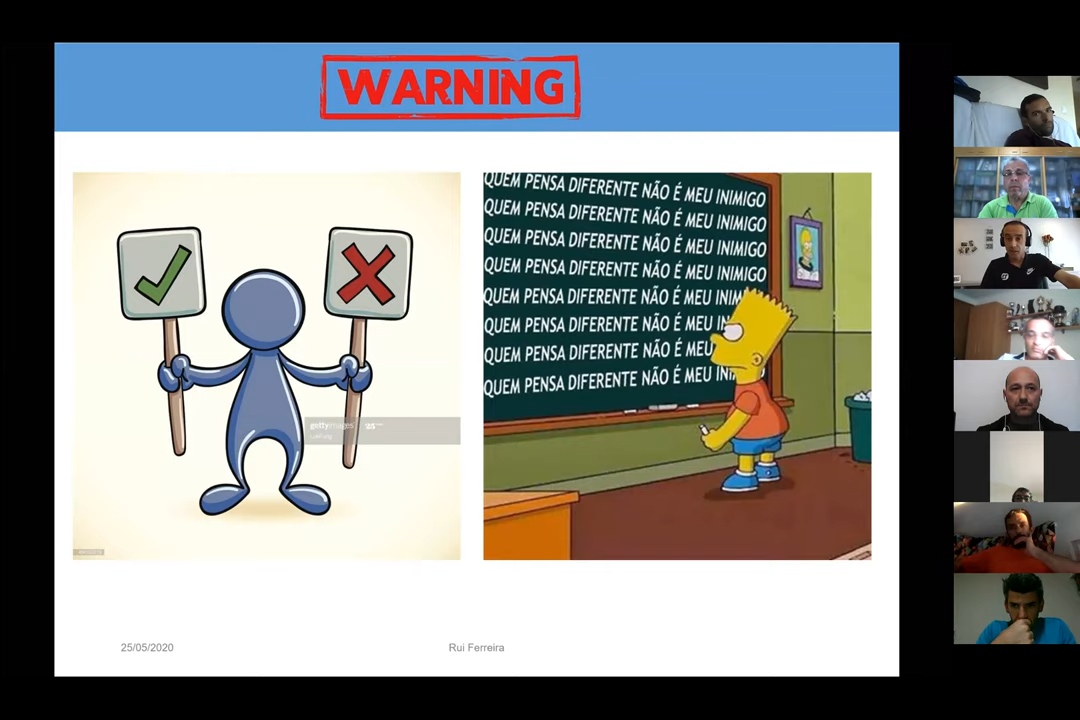 WARNING
QUEM PENSA DIFERENTE NÃO É MEU INIMIGO
QUEM PENSA DIFERENTE NÃO É MEU INIMIGO
QUEM PENSA DIFERENTE NÃO É MEU INIMIGO
QUEM PENSA DIFERENTE NÃO É MEU INIMIGO
QUEM PENSA DIFERENTE NÃO É MEU INIM
QUEM PENSA DIFERENTE NÃO É MEU IN
QUEM PENSA DIFERENTE NÃO É MEU
QUEM PENSA DIFERENTE NÃO É MEU INI O
gettyimages
25/05/2020
Rui Ferreira